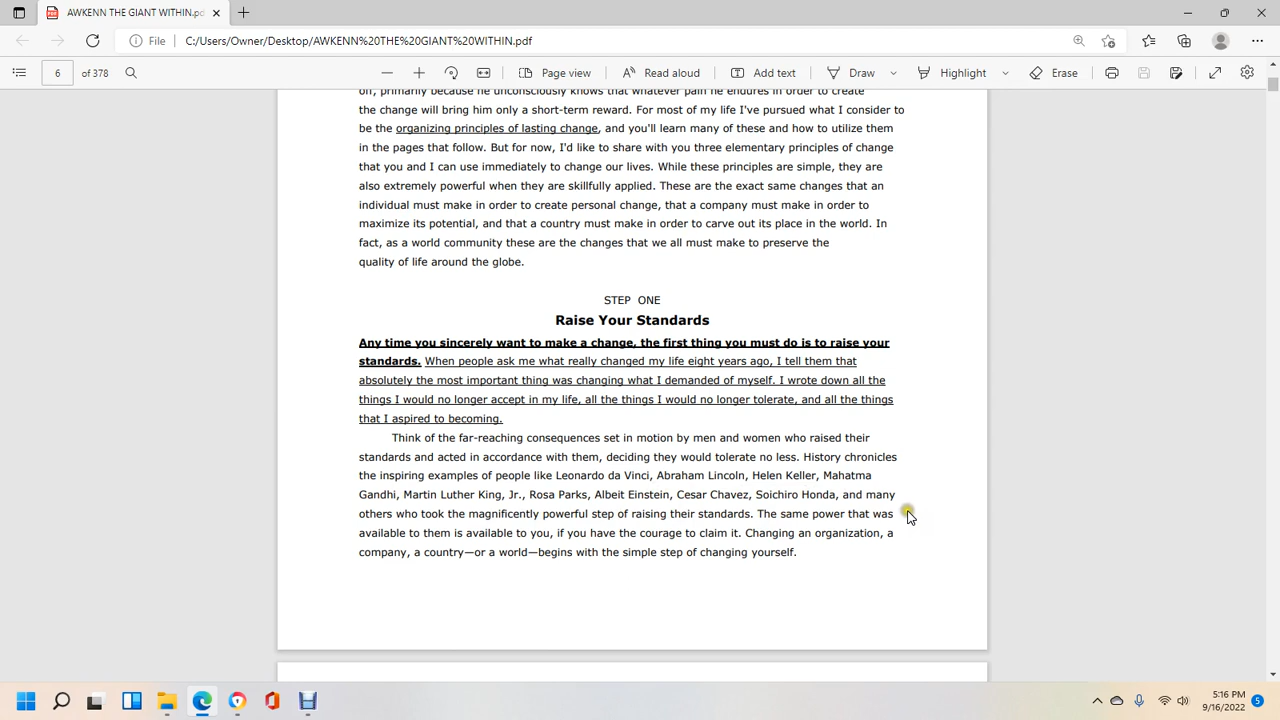 AWKENN THE GIANT WITHIN.pd
File
C:/Users/Owner/Desktop/AWKENN%20THE%20GIANT%20WITHIN.pdf
6 of 378
Page view
Read aloud
Add text
Draw
Highlight
Erase
off, primarily because he unconsciously knows that whatever pain he endures in order to create
the change will bring him only a short-term reward. For most of my life I've pursued what I consider to
be the organizing principles of lasting change, and you'll learn many of these and how to utilize them
in the pages that follow. But for now, I'd like to share with you three elementary principles of change
that you and I can use immediately to change our lives. While these principles are simple, they are
also extremely powerful when they are skillfully applied. These are the exact same changes that an
individual must make in order to create personal change, that a company must make in order to
maximize its potential, and that a country must make in order to carve out its place in the world. In
fact, as a world community these are the changes that we all must make to preserve the
quality of life around the globe.
STEP ONE
Raise Your Standards
Any time you sincerely want to make a change, the first thing you must do is to raise your
standards. When people ask me what really changed my life eight years ago, I tell them that
absolutely the most important thing was changing what I demanded of myself. I wrote down all the
things I would no longer accept in my life, all the things I would no longer tolerate, and all the things
that I aspired to becoming.
Think of the far-reaching consequences set in motion by men and women who raised their
standards and acted in accordance with them, deciding they would tolerate no less. History chronicles
the inspiring examples of people like Leonardo da Vinci, Abraham Lincoln, Helen Keller, Mahatma
Gandhi, Martin Luther King, Jr., Rosa Parks, Albeit Einstein, Cesar Chavez, Soichiro Honda, and many
others who took the magnificently powerful step of raising their standards. The same power that was
available to them is available to you, if you have the courage to claim it. Changing an organization, a
company, a country—or a world—begins with the simple step of changing yourself.
5:16 PM
9/16/2022
5